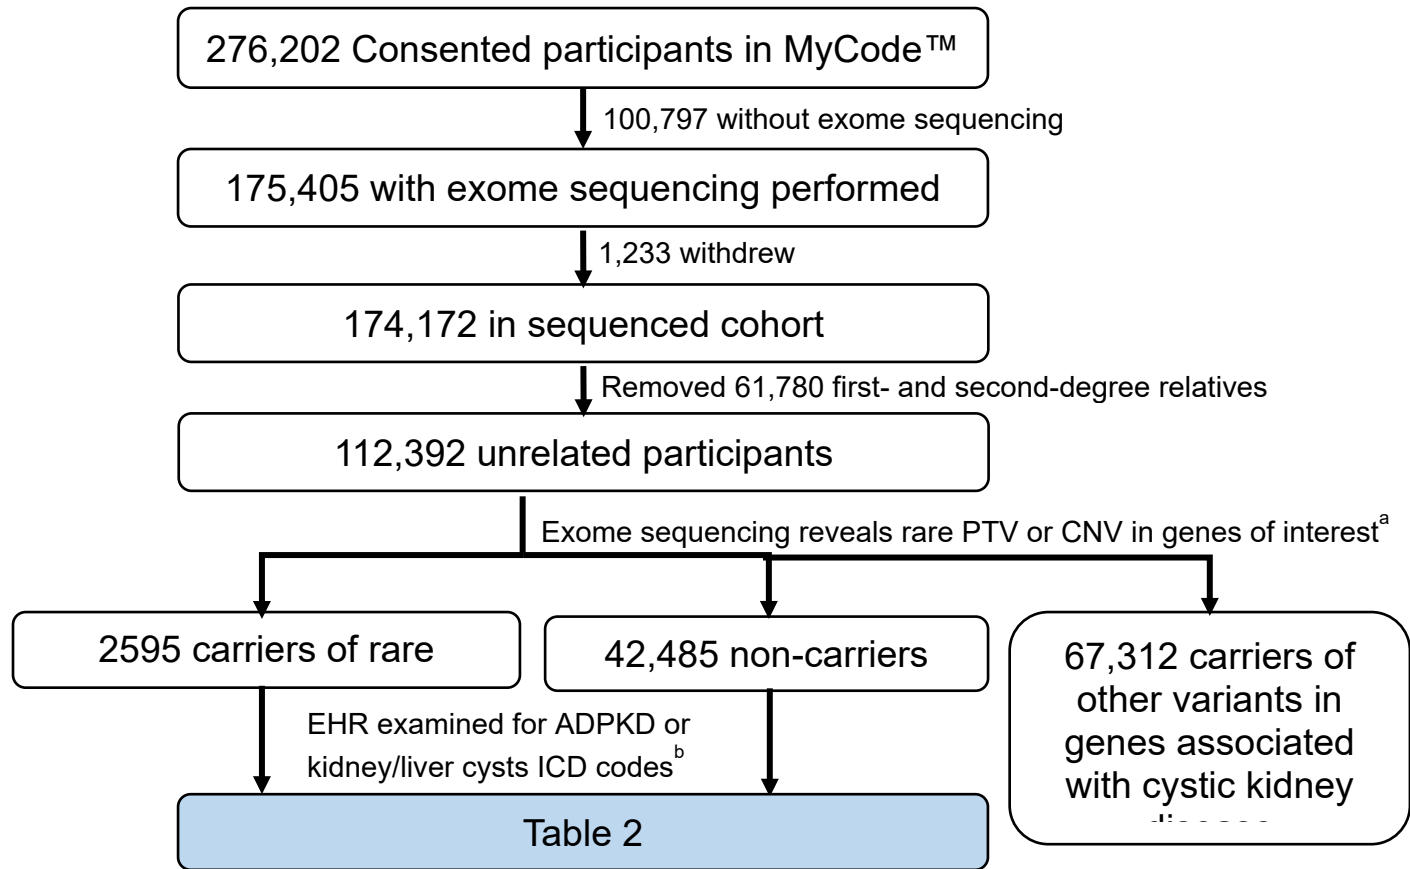 276,202 Consented participants in MyCode™
100,797 without exome sequencing
175,405 with exome sequencing performed
1,233 withdrew
174,172 in sequenced cohort
Removed 61,780 first- and second-degree relatives
112,392 unrelated participants
Exome sequencing reveals rare PTV or CNV in genes of interestᵃ
2595 carriers of rare
42,485 non-carriers
67,312 carriers of
other variants in
genes associated
with cystic kidney
EHR examined for ADPKD or
kidney/liver cysts ICD codesᵇ
Table 2